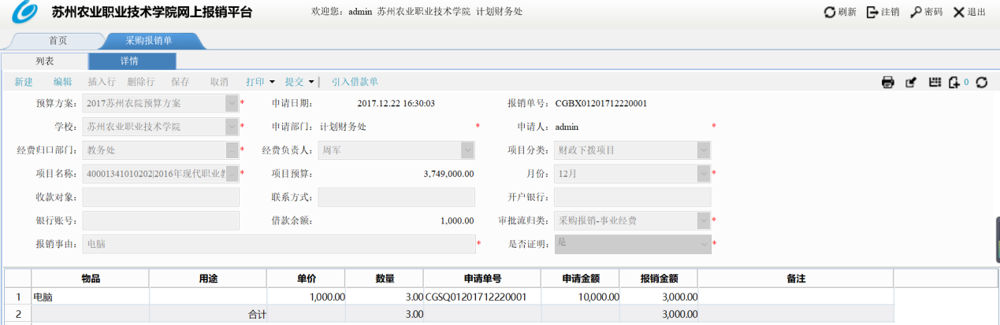 苏州农业职业技术学院网上报销平台 欢迎您：admin 苏州农业职业技术学院 计划财务处 刷新 注销 密码 退出
首页 采购报销单
列表 详情
新建 编辑 插入行 删除行 保存 取消 打印 提交 引入借款单 0
预算方案： 2017苏州农院预算方案 * 申请日期： 2017.12.22 16:30:03 报销单号： CGBX01201712220001
学校： 苏州农业职业技术学院 * 申请部门： 计划财务处 * 申请人： admin *
经费归口部门： 教务处 * 经费负责人： 周军 项目分类： 财政下拨项目
项目名称： 40001341010202|2016年现代职业教 * 项目预算： 3,749,000.00 月份： 12月 *
收款对象： 联系方式： 开户银行：
银行账号： 借款余额： 1,000.00 审批流归类： 采购报销-事业经费 *
报销事由： 电脑 * 是否证明： 是 *
物品 用途 单价 数量 申请单号 申请金额 报销金额 备注
1 电脑 1,000.00 3.00 CGSQ01201712220001 10,000.00 3,000.00
2 合计 3.00 3,000.00